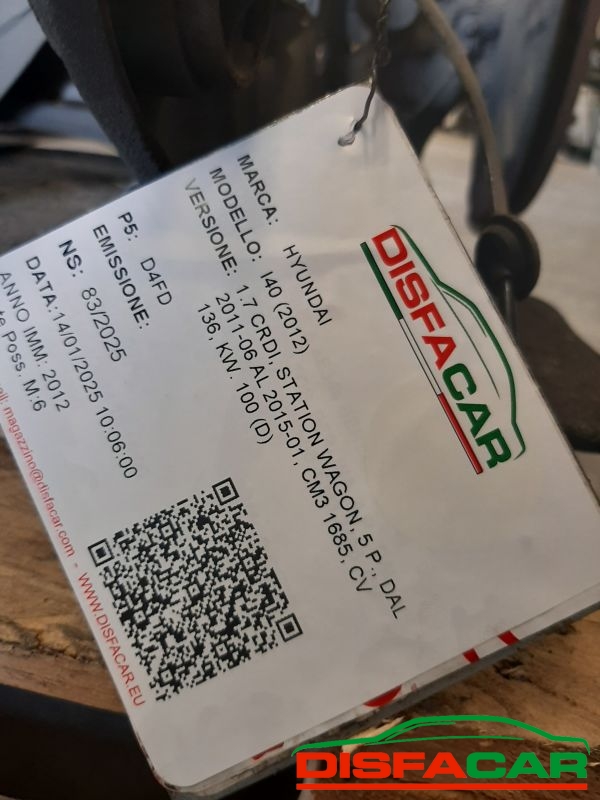 DISFACAR
MARCA: HYUNDAI
MODELLO: I40 (2012)
VERSIONE: 1.7 CRDI, STATION WAGON, 5 P., DAL
2011-06 AL 2015-01, CM3 1685, CV
136, KW. 100 (D)
P5: D4FD
EMISSIONE:
NS: 83/2025
DATA:14/01/2025 10:06:00
ANNO IMM: 2012
Poss. M:6
magazzino@disfacar.com - WWW.DISFACAR.EU
DISFACAR